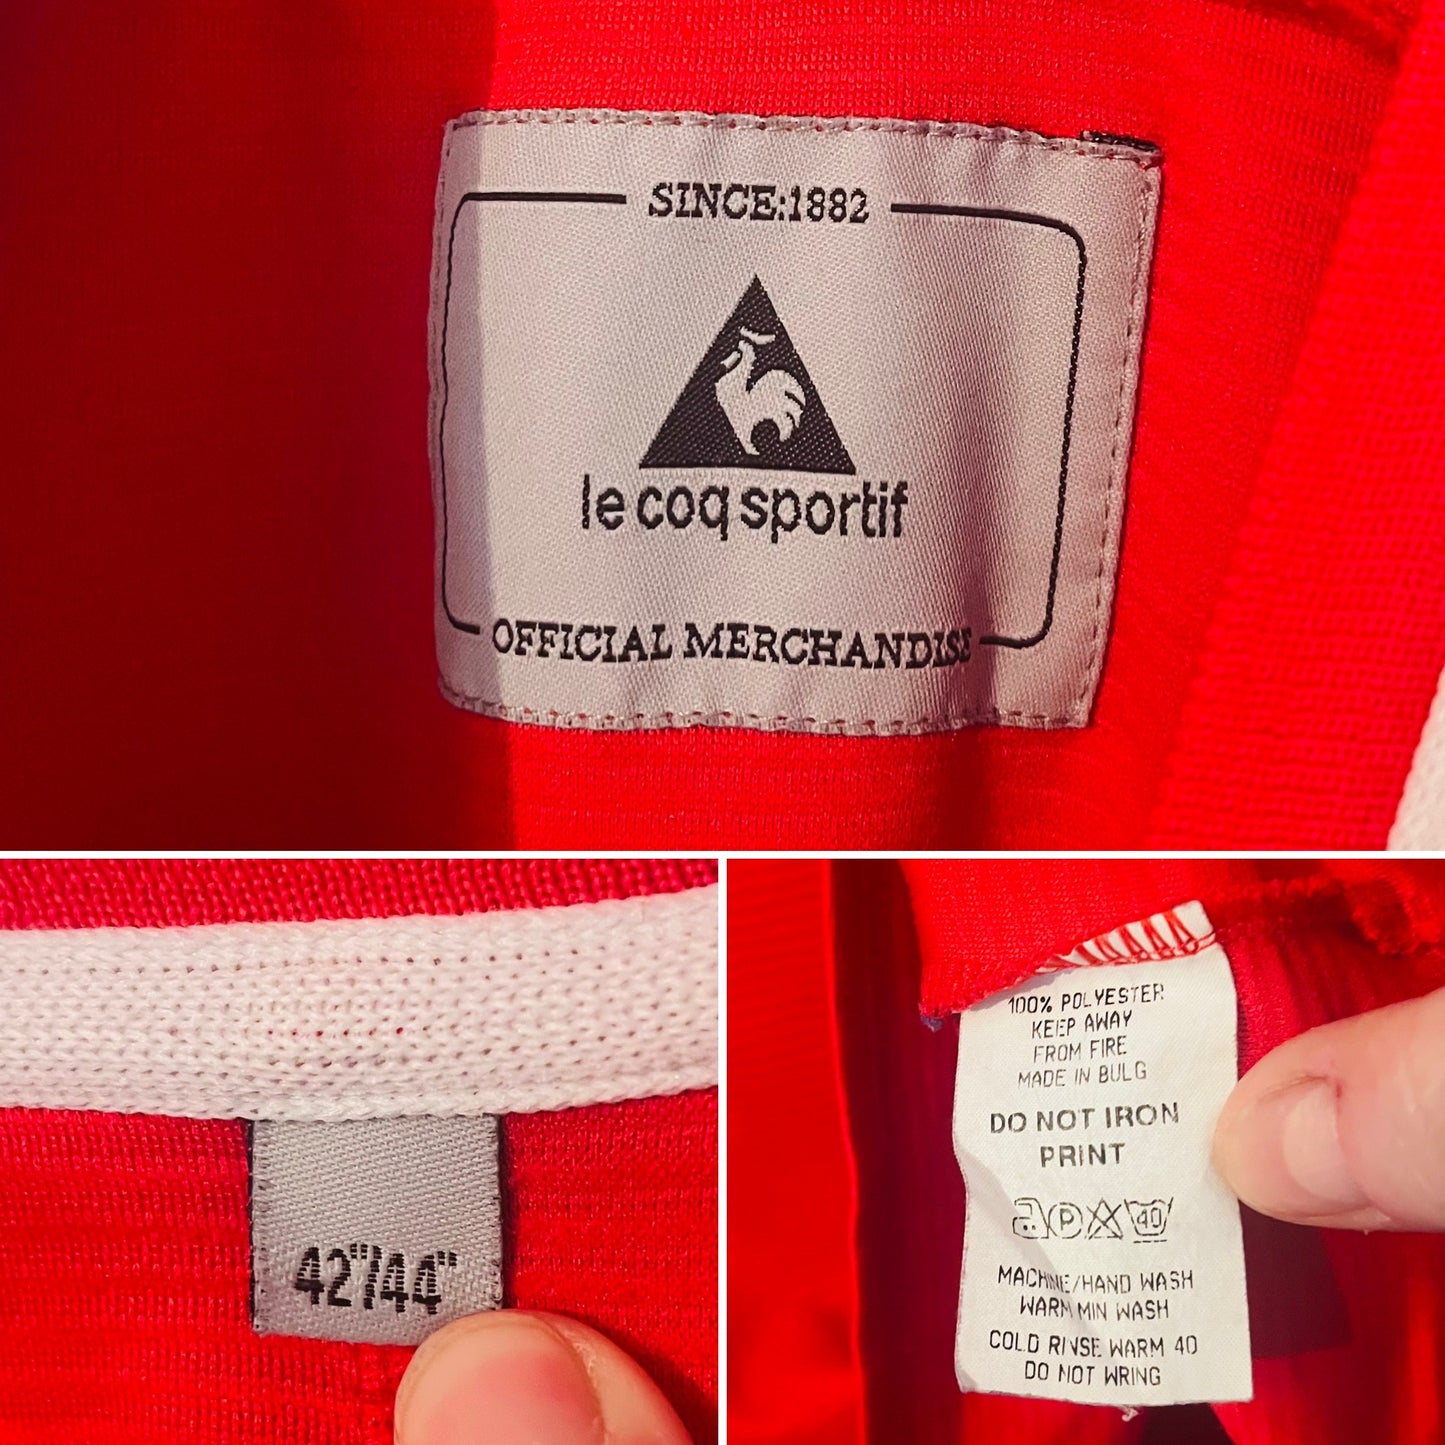 SINCE:1882
le coq sportif
OFFICIAL MERCHANDISE
42"/44"
100% POLYESTER
KEEP AWAY
FROM FIRE
MADE IN BULG
DO NOT IRON
PRINT
P 40
MACHINE/HAND WASH
WARM MIN WASH
COLD RINSE WARM 40
DO NOT WRING